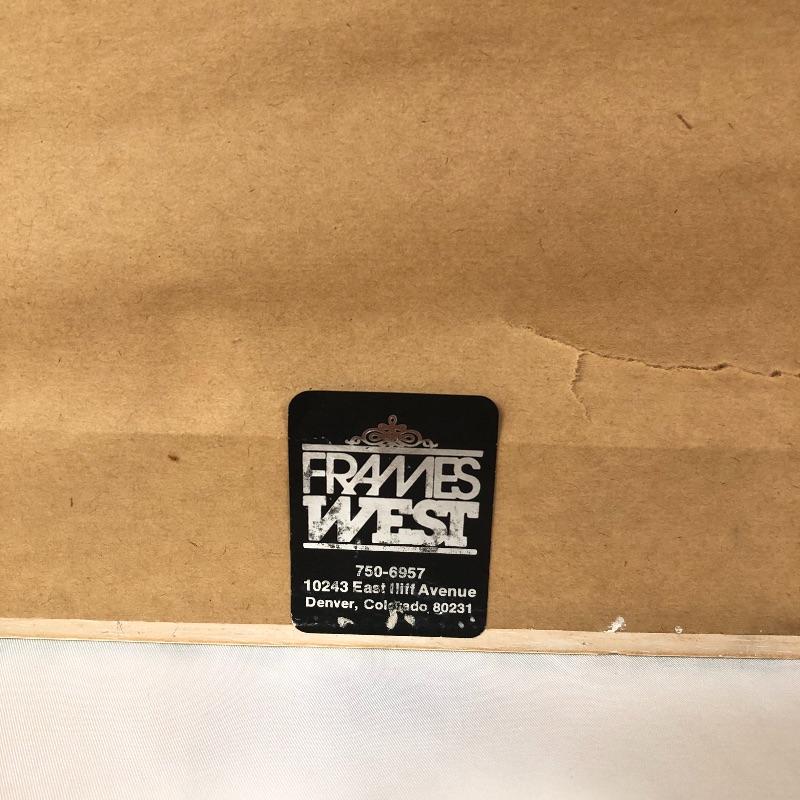 FRAMES
WEST
750-6957
10243 East Iliff Avenue
Denver, Colorado 80231